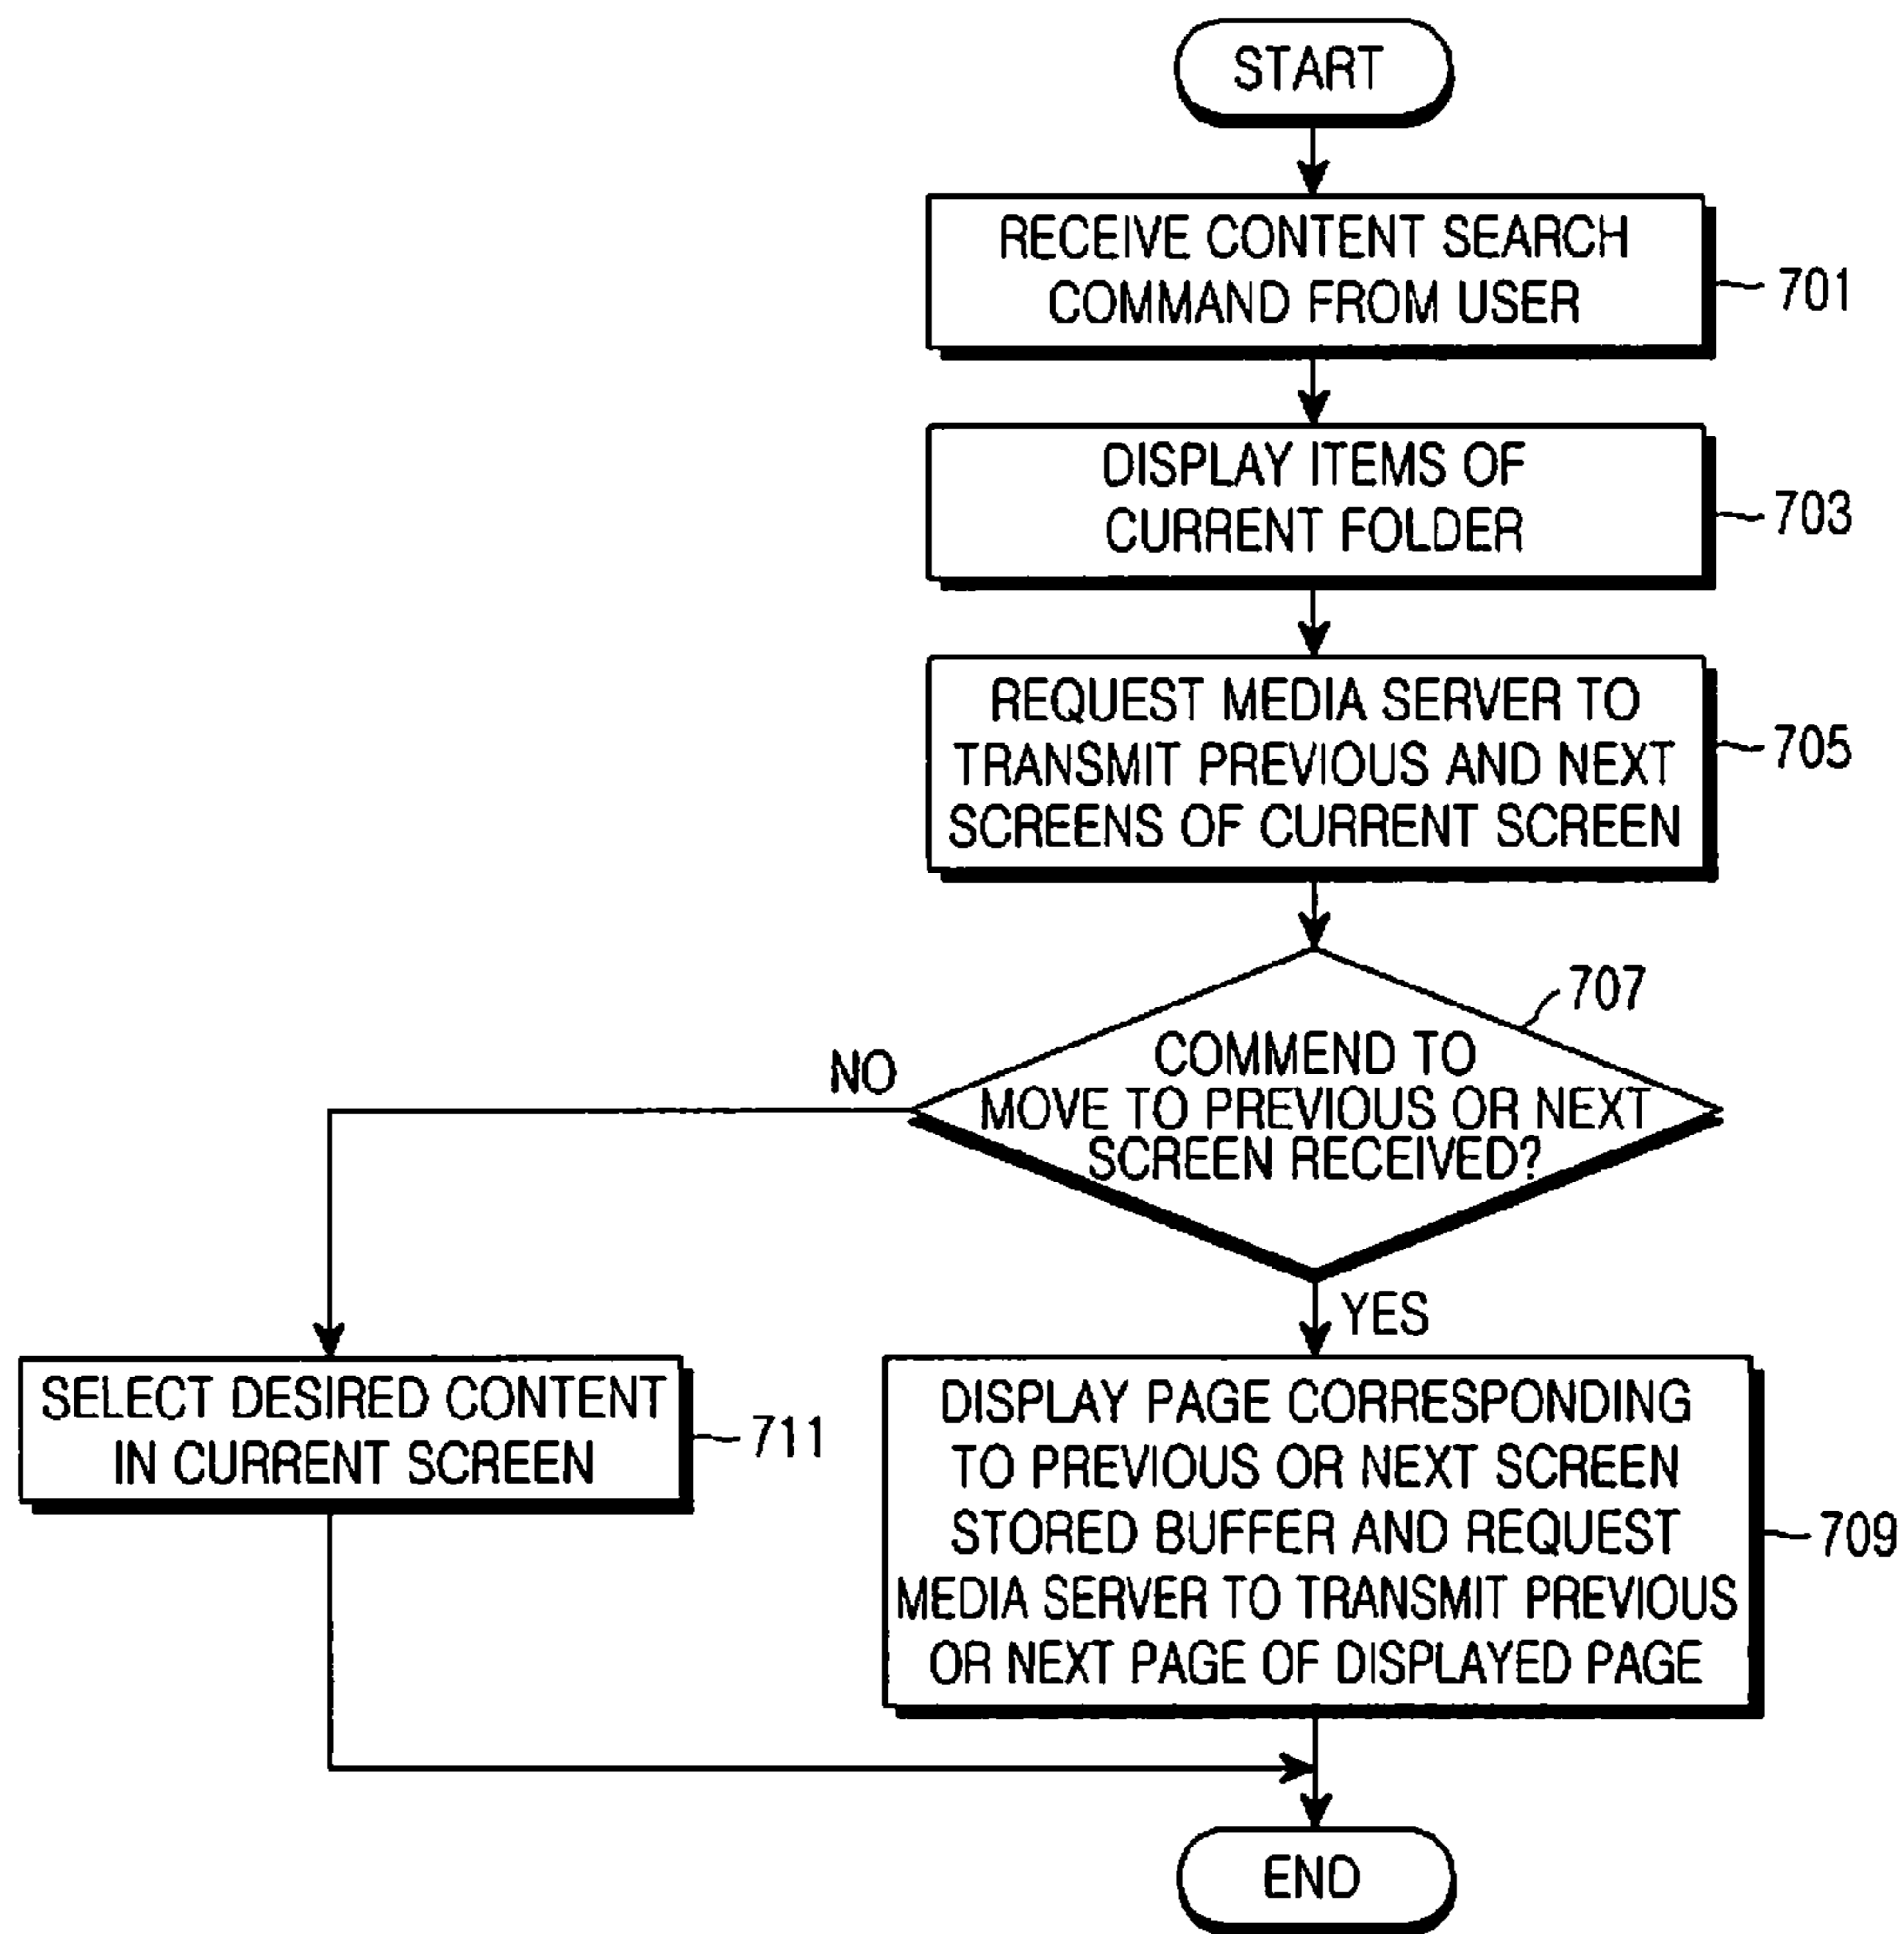 START
RECEIVE CONTENT SEARCH
COMMAND FROM USER
701
DISPLAY ITEMS OF
CURRENT FOLDER
703
REQUEST MEDIA SERVER TO
TRANSMIT PREVIOUS AND NEXT
SCREENS OF CURRENT SCREEN
705
707
COMMEND TO
MOVE TO PREVIOUS OR NEXT
SCREEN RECEIVED?
NO
YES
SELECT DESIRED CONTENT
IN CURRENT SCREEN
711
DISPLAY PAGE CORRESPONDING
TO PREVIOUS OR NEXT SCREEN
STORED BUFFER AND REQUEST
MEDIA SERVER TO TRANSMIT PREVIOUS
OR NEXT PAGE OF DISPLAYED PAGE
709
END